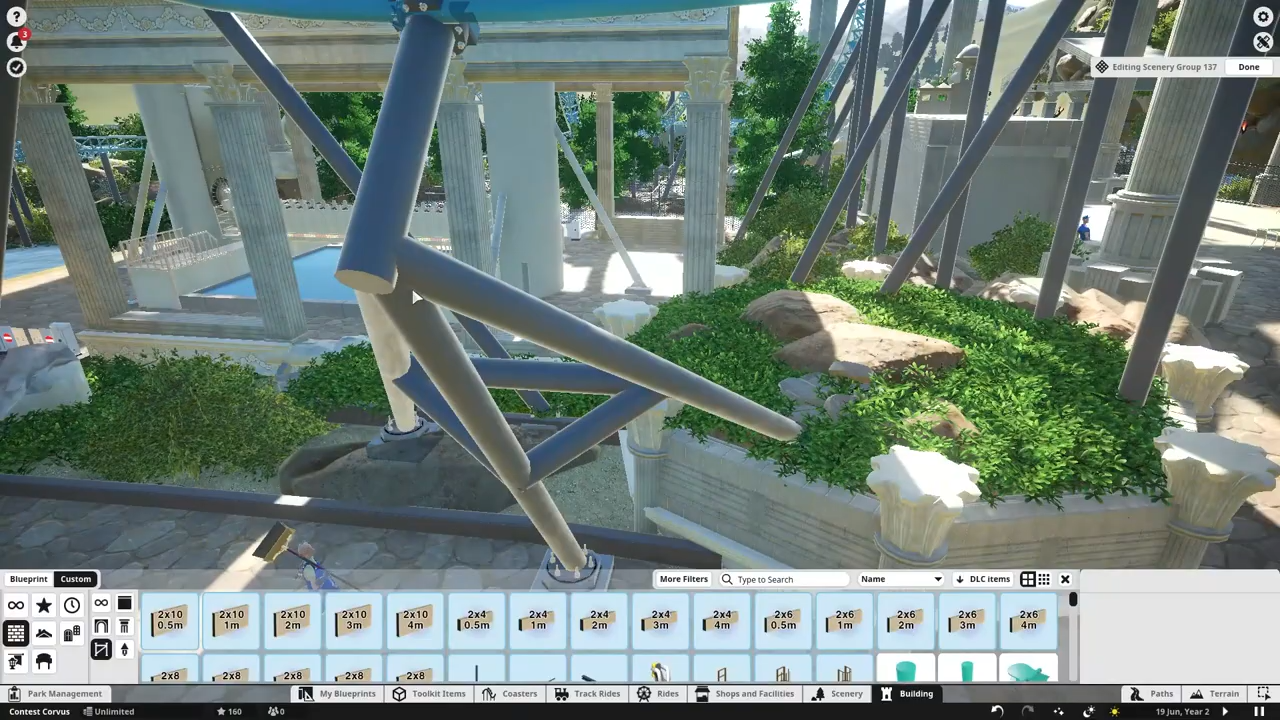 ?
3
Editing Scenery Group 137
Done
Blueprint
Custom
More Filters
Type to Search
Name
DLC items
2x10 0.5m
2x10 1m
2x10 2m
2x10 3m
2x10 4m
2x4 0.5m
2x4 1m
2x4 2m
2x4 3m
2x4 4m
2x6 0.5m
2x6 1m
2x6 2m
2x6 3m
2x6 4m
2x8
2x8
2x8
2x8
2x8
Park Management
My Blueprints
Toolkit Items
Coasters
Track Rides
Rides
Shops and Facilities
Scenery
Building
Paths
Terrain
Contest Corvus
Unlimited
160
0
19 Jun, Year 2